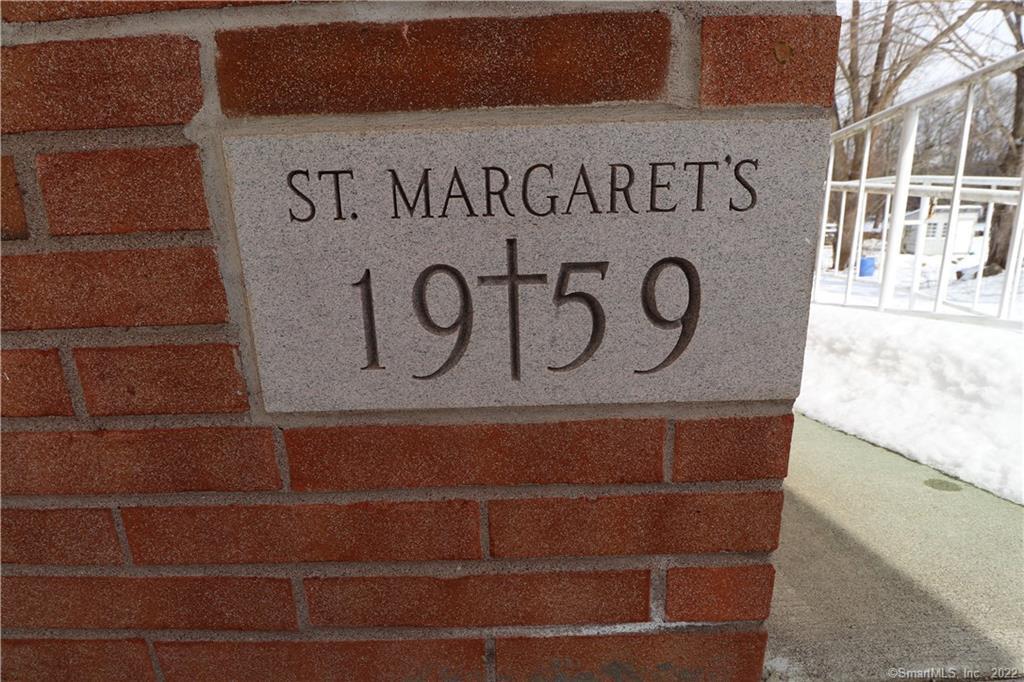 ST. MARGARET'S
19†59
©SmartMLS, Inc 2022